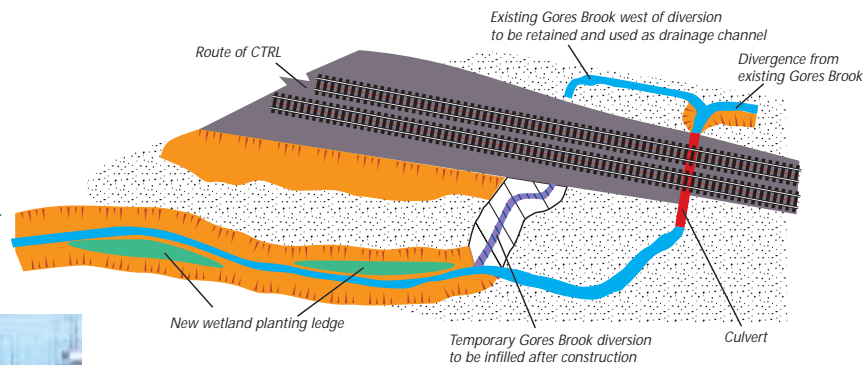 Existing Gores Brook west of diversion
to be retained and used as drainage channel
Route of CTRL
Divergence from
existing Gores Brook
New wetland planting ledge
Temporary Gores Brook diversion
to be infilled after construction
Culvert